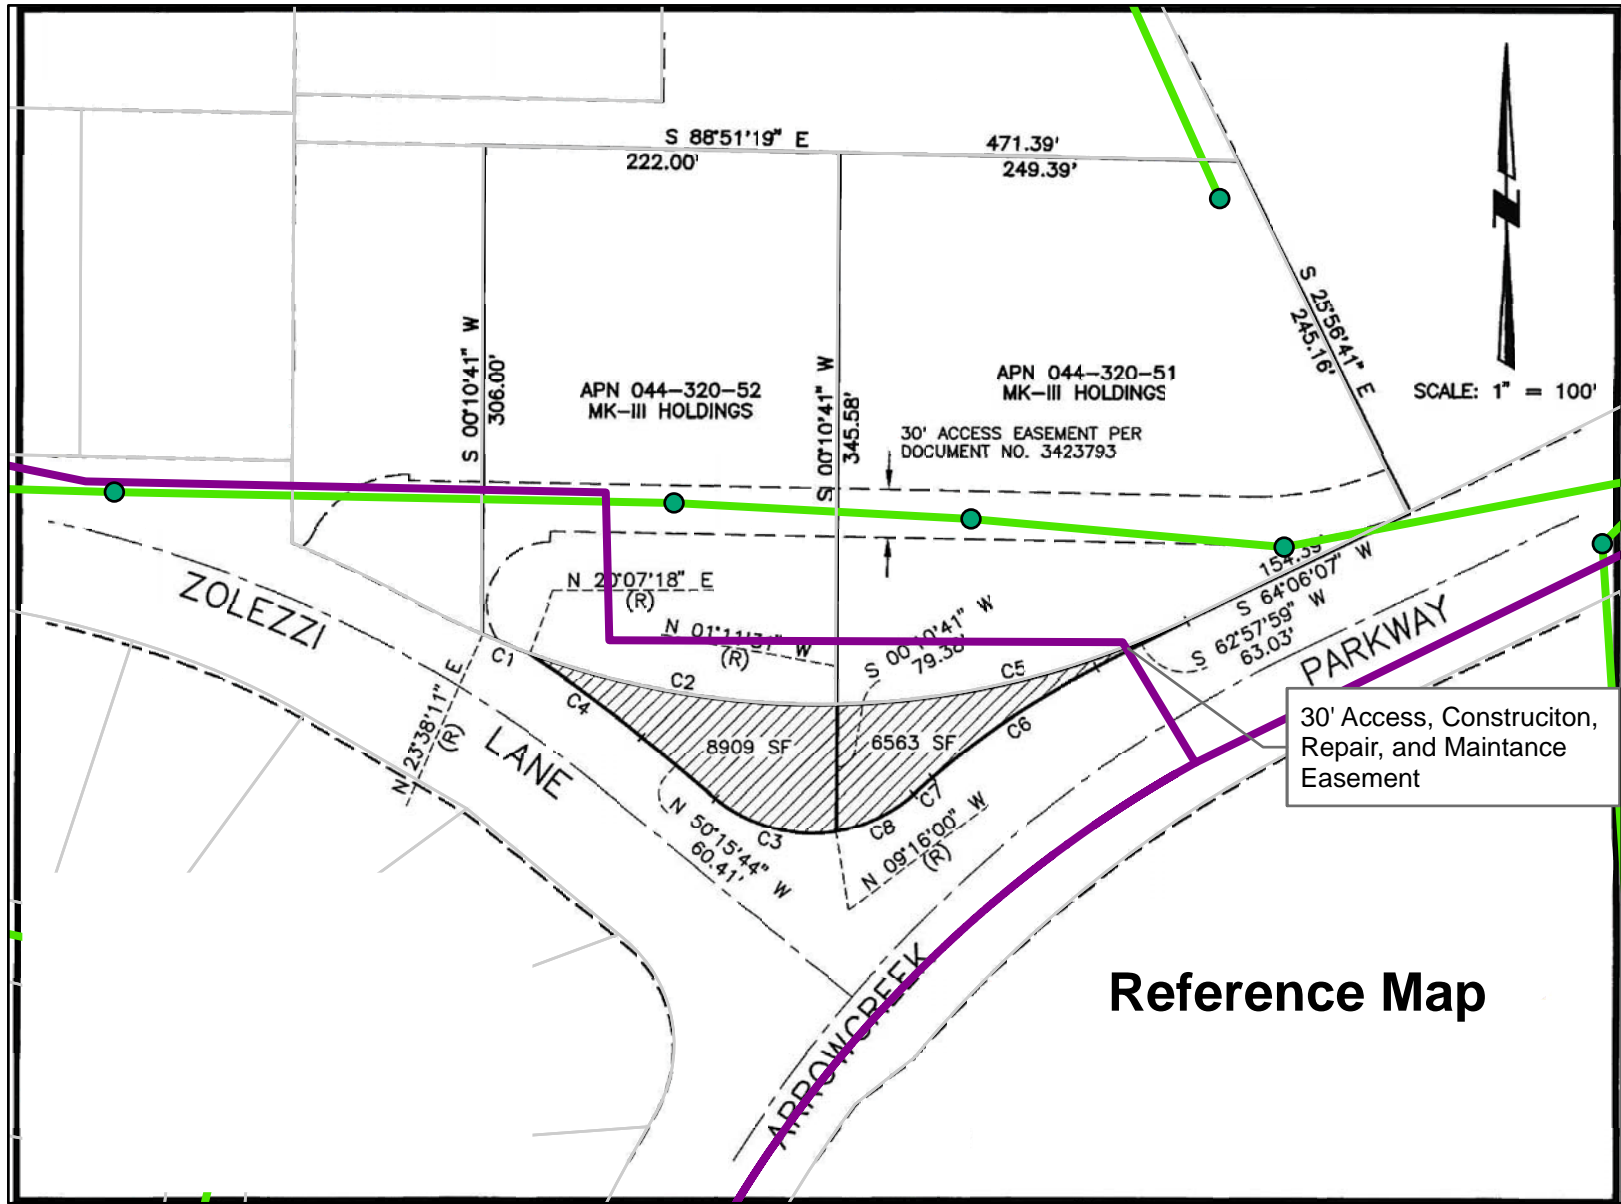 S 88°51'19" E
471.39'
222.00'
249.39'
S 25°56'41" E
245.16'
N
SCALE: 1" = 100'
S 00°10'41" W
306.00'
APN 044-320-52
MK-III HOLDINGS
S 00°10'41" W
345.58'
APN 044-320-51
MK-III HOLDINGS
30' ACCESS EASEMENT PER
DOCUMENT NO. 3423793
154.39'
S 64°06'07" W
S 62°57'59" W
63.03'
N 20°07'18" E
(R)
N 01°11'31" W
(R)
S 00°10'41" W
79.38'
ZOLEZZI
LANE
C1
C2
C5
C4
C6
8909 SF
6563 SF
C7
C3
C8
N 23°38'11" E
(R)
N 50°15'44" W
60.41'
N 09°16'00" W
(R)
ARROWCREEK
PARKWAY
30' Access, Construciton,
Repair, and Maintance
Easement
Reference Map